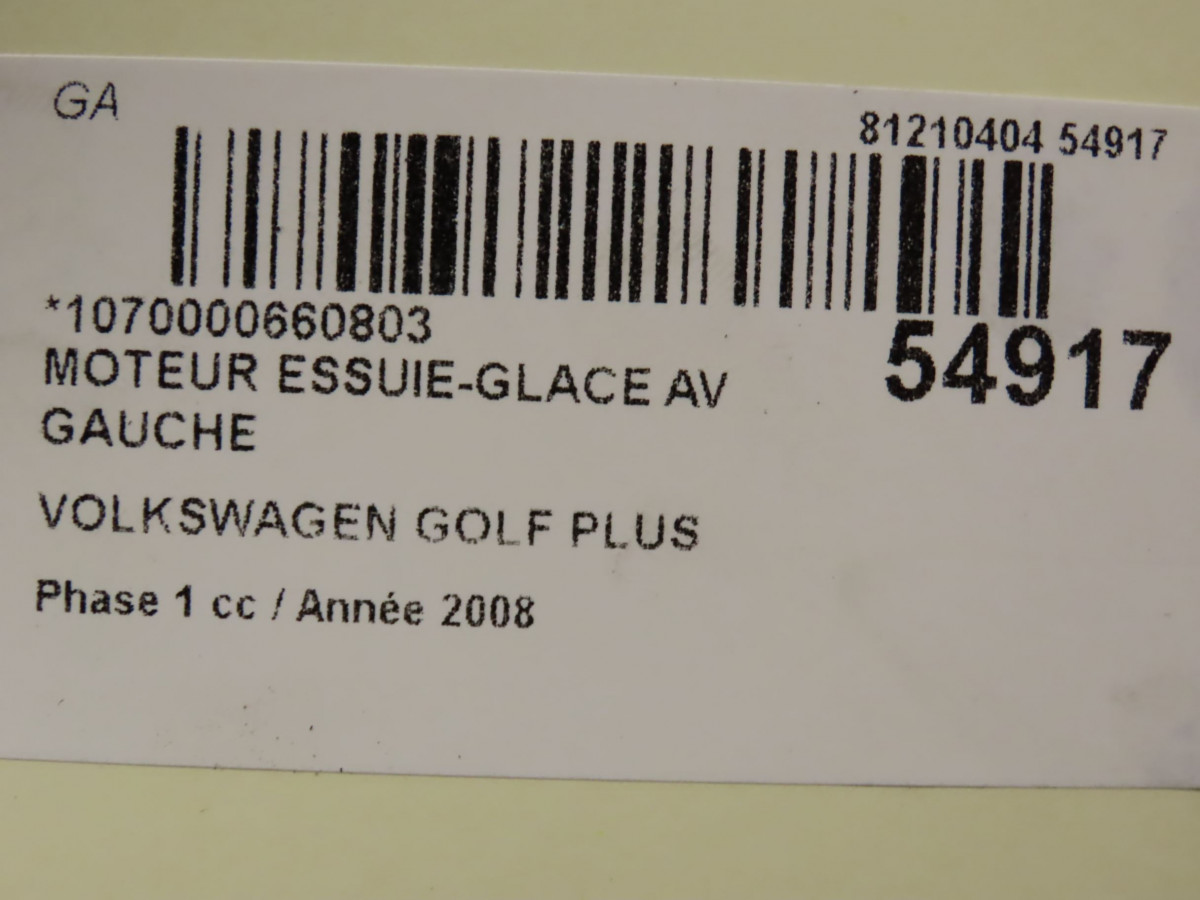 GA
81210404 54917
*1070000660803
54917
MOTEUR ESSUIE-GLACE AV
GAUCHE
VOLKSWAGEN GOLF PLUS
Phase 1 cc / Année 2008